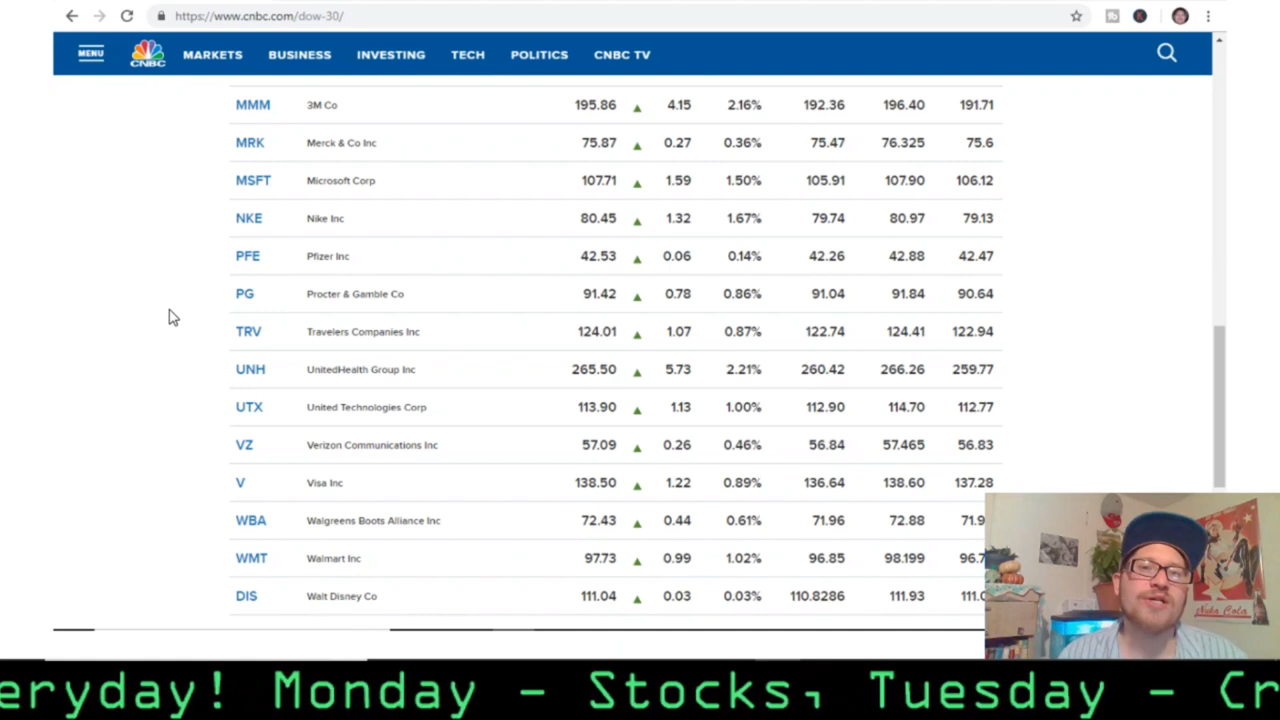 https://www.cnbc.com/dow-30/
MENU CNBC MARKETS BUSINESS INVESTING TECH POLITICS CNBC TV
MMM 3M Co 195.86 4.15 2.16% 192.36 196.40 191.71
MRK Merck & Co Inc 75.87 0.27 0.36% 75.47 76.325 75.6
MSFT Microsoft Corp 107.71 1.59 1.50% 105.91 107.90 106.12
NKE Nike Inc 80.45 1.32 1.67% 79.74 80.97 79.13
PFE Pfizer Inc 42.53 0.06 0.14% 42.26 42.88 42.47
PG Procter & Gamble Co 91.42 0.78 0.86% 91.04 91.84 90.64
TRV Travelers Companies Inc 124.01 1.07 0.87% 122.74 124.41 122.94
UNH UnitedHealth Group Inc 265.50 5.73 2.21% 260.42 266.26 259.77
UTX United Technologies Corp 113.90 1.13 1.00% 112.90 114.70 112.77
VZ Verizon Communications Inc 57.09 0.26 0.46% 56.84 57.465 56.83
V Visa Inc 138.50 1.22 0.89% 136.64 138.60 137.28
WBA Walgreens Boots Alliance Inc 72.43 0.44 0.61% 71.96 72.88 71.9
WMT Walmart Inc 97.73 0.99 1.02% 96.85 98.199 96.7
DIS Walt Disney Co 111.04 0.03 0.03% 110.8286 111.93 111.0
Nuka Cola
eryday! Monday - Stocks, Tuesday - Cr